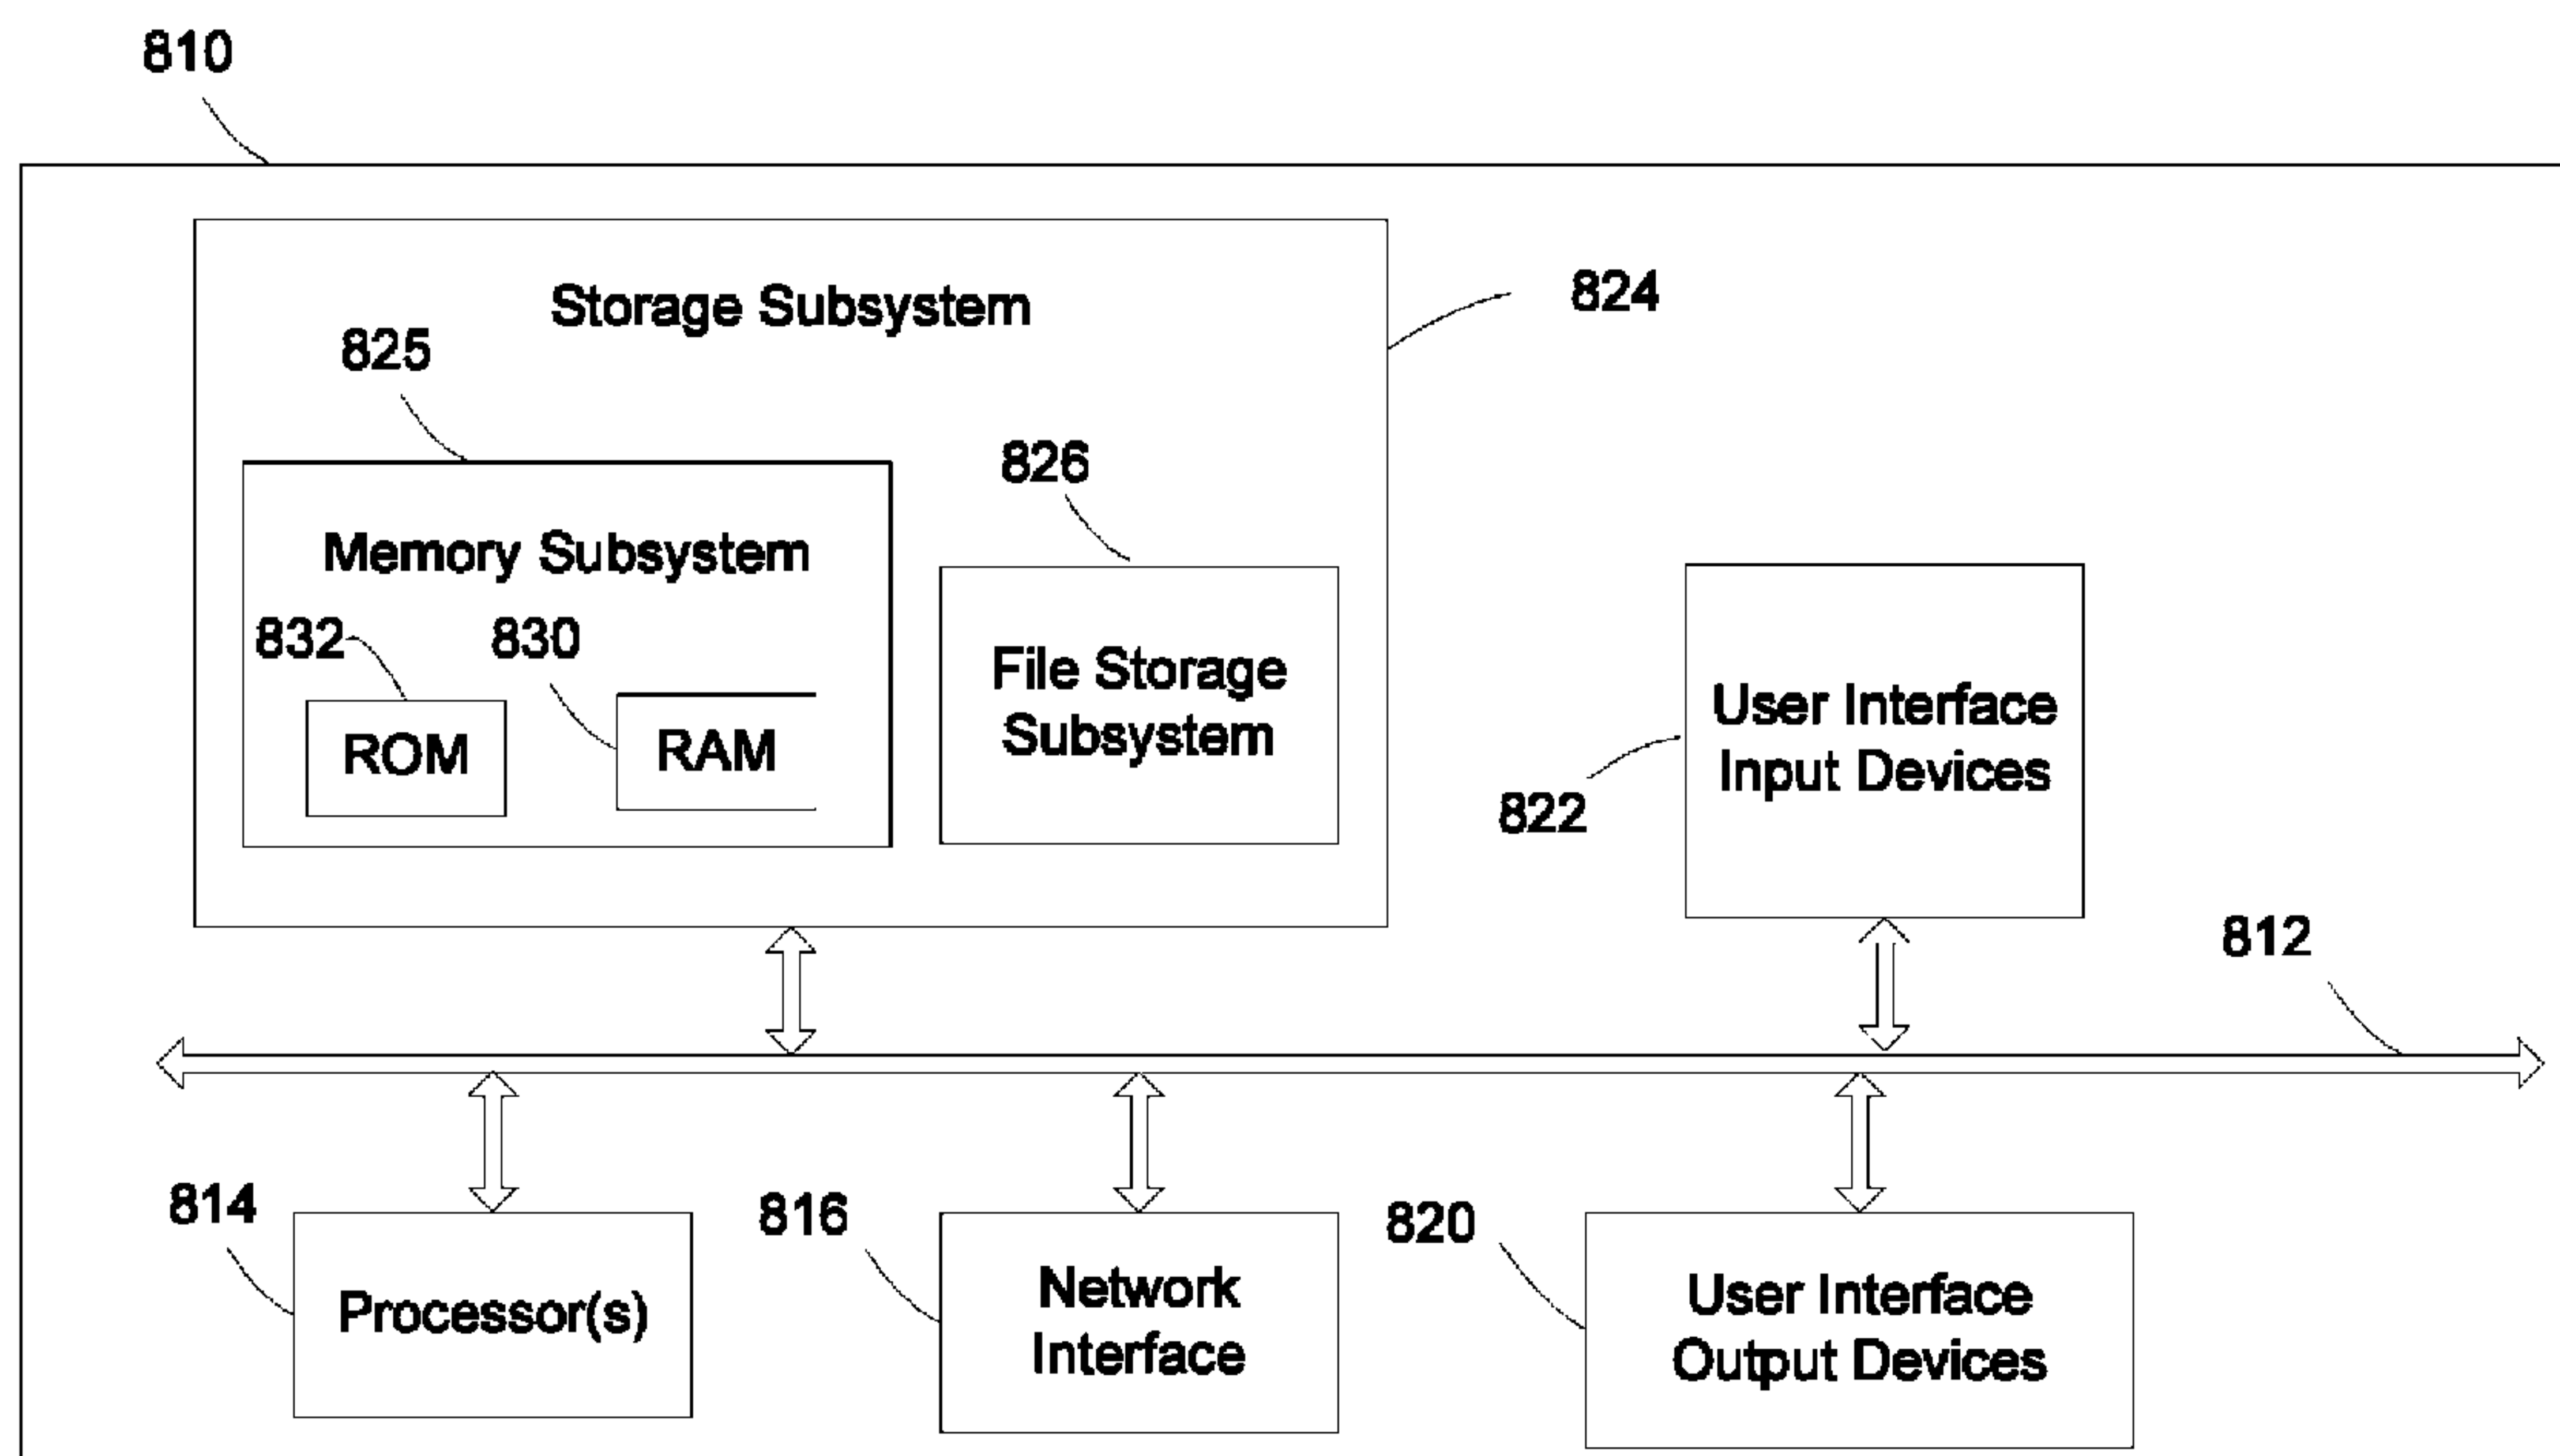 810
Storage Subsystem
824
825
826
Memory Subsystem
832
830
ROM
RAM
File Storage
Subsystem
User Interface
Input Devices
822
812
814
Processor(s)
816
Network
Interface
820
User Interface
Output Devices